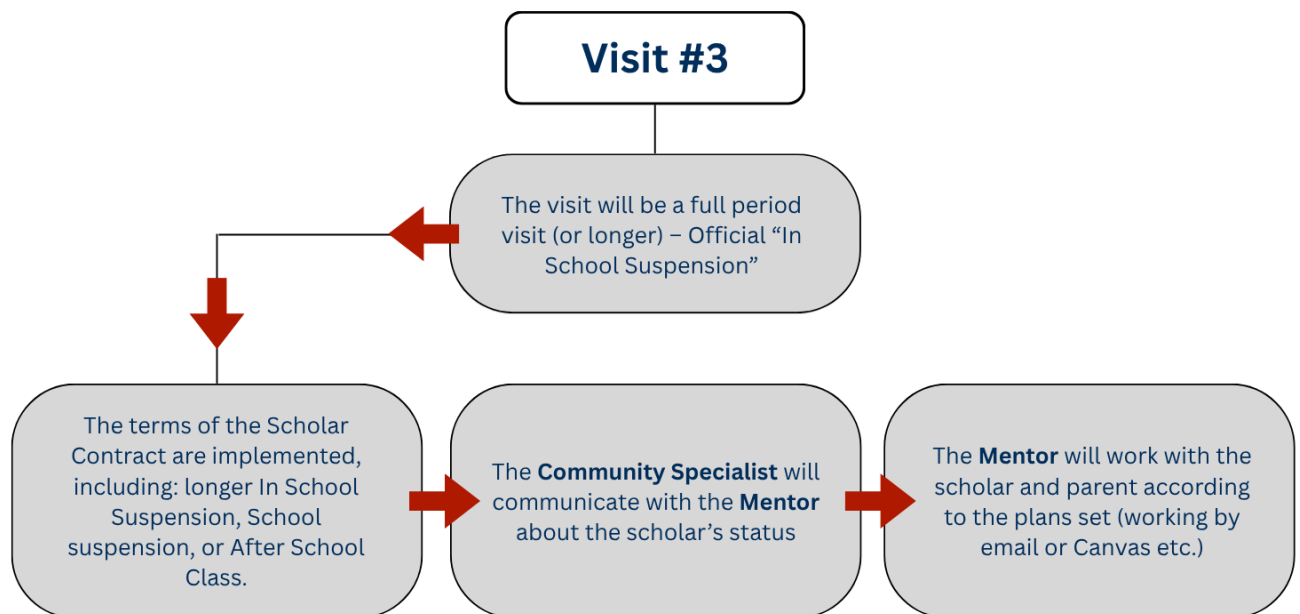 Visit #3
The visit will be a full period
visit (or longer) – Official “In
School Suspension”
The terms of the Scholar
Contract are implemented,
including: longer In School
Suspension, School
suspension, or After School
Class.
The Community Specialist will
communicate with the Mentor
about the scholar’s status
The Mentor will work with the
scholar and parent according
to the plans set (working by
email or Canvas etc.)